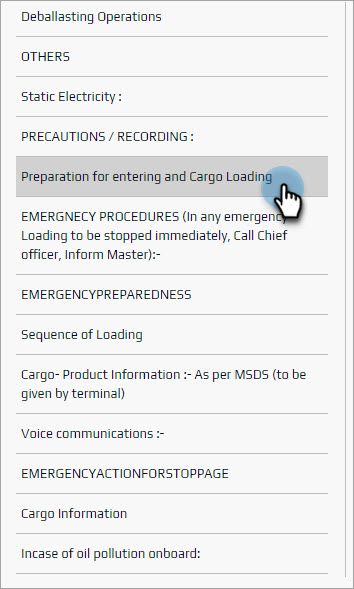 Deballasting Operations
OTHERS
Static Electricity :
PRECAUTIONS / RECORDING :
Preparation for entering and Cargo Loading
EMERGNECY PROCEDURES (In any emergency
Loading to be stopped immediately, Call Chief
officer, Inform Master):-
EMERGENCYPREPAREDNESS
Sequence of Loading
Cargo- Product Information :- As per MSDS (to be
given by terminal)
Voice communications :-
EMERGENCYACTIONFORSTOPPAGE
Cargo Information
Incase of oil pollution onboard: